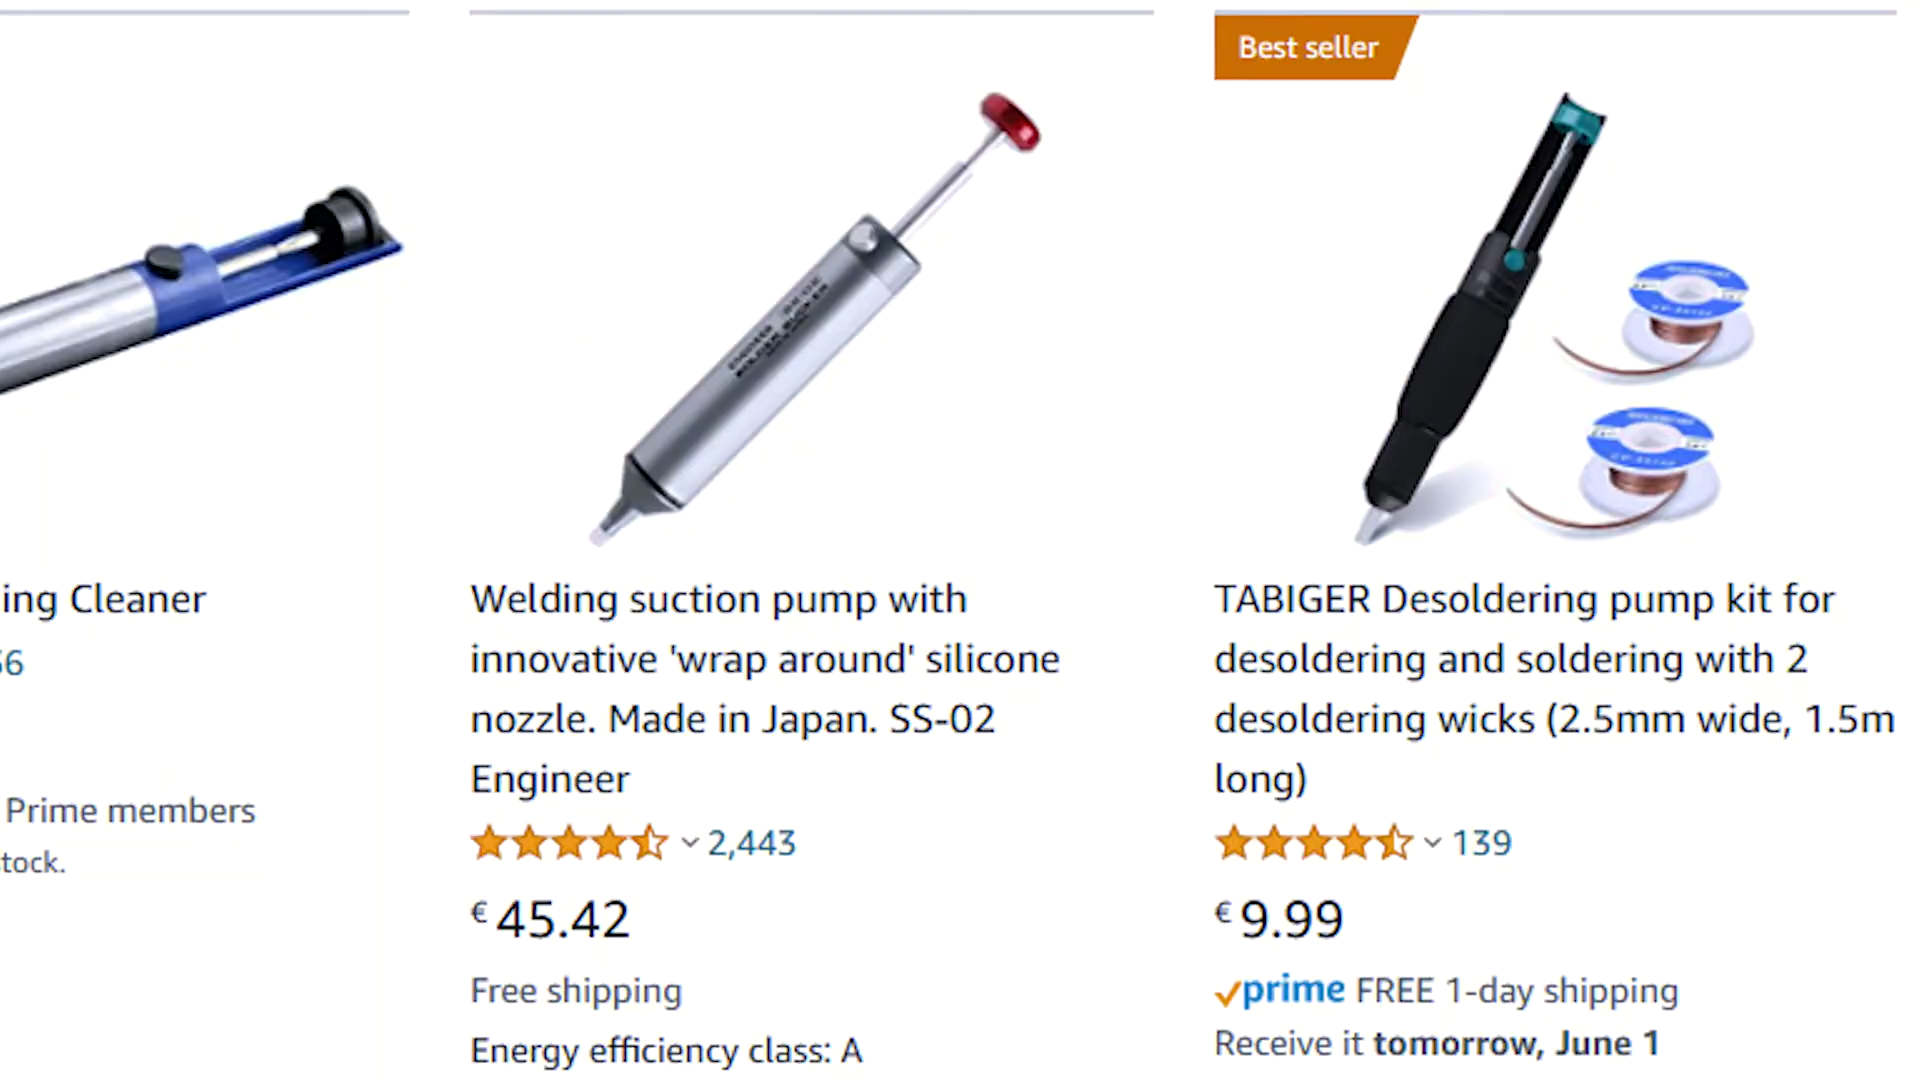 Best seller
ing Cleaner
6
Prime members
tock.
Welding suction pump with
innovative 'wrap around' silicone
nozzle. Made in Japan. SS-02
Engineer
2,443
€45.42
Free shipping
Energy efficiency class: A
TABIGER Desoldering pump kit for
desoldering and soldering with 2
desoldering wicks (2.5mm wide, 1.5m
long)
139
€9.99
prime FREE 1-day shipping
Receive it tomorrow, June 1